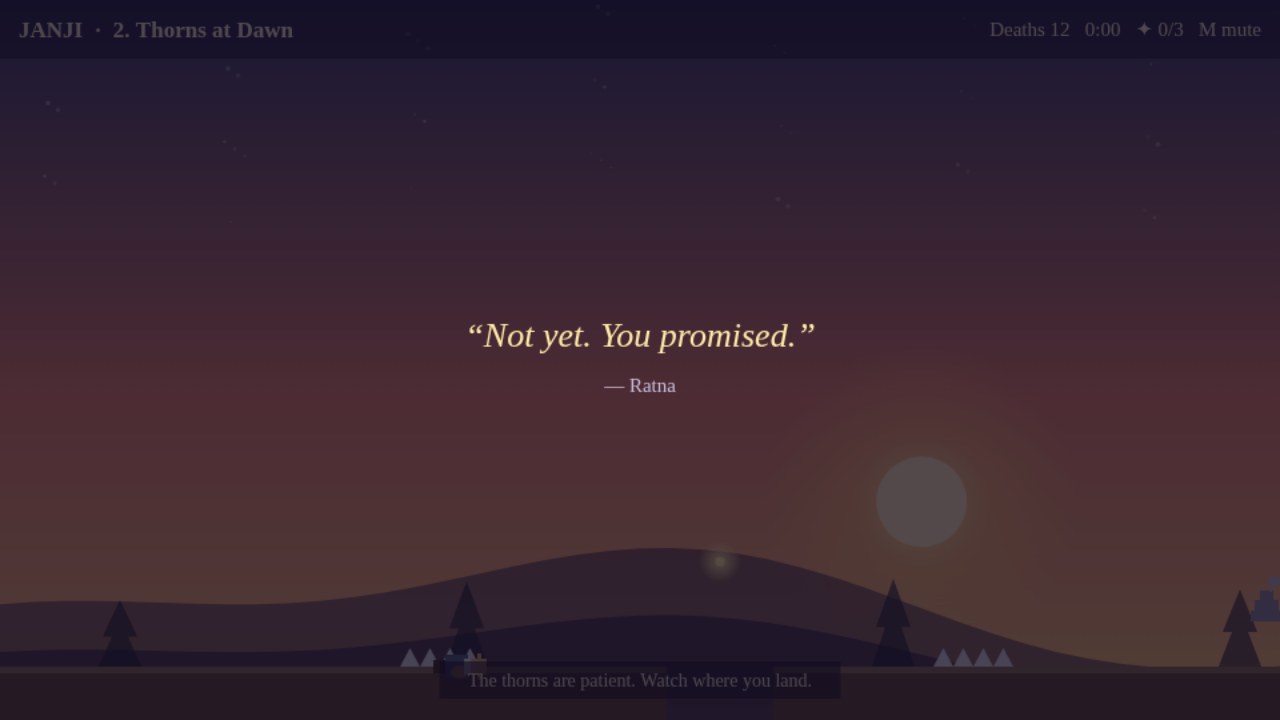 JANJI · 2. Thorns at Dawn
Deaths 12 0:00 ✦ 0/3 M mute
“Not yet. You promised.”
— Ratna
The thorns are patient. Watch where you land.